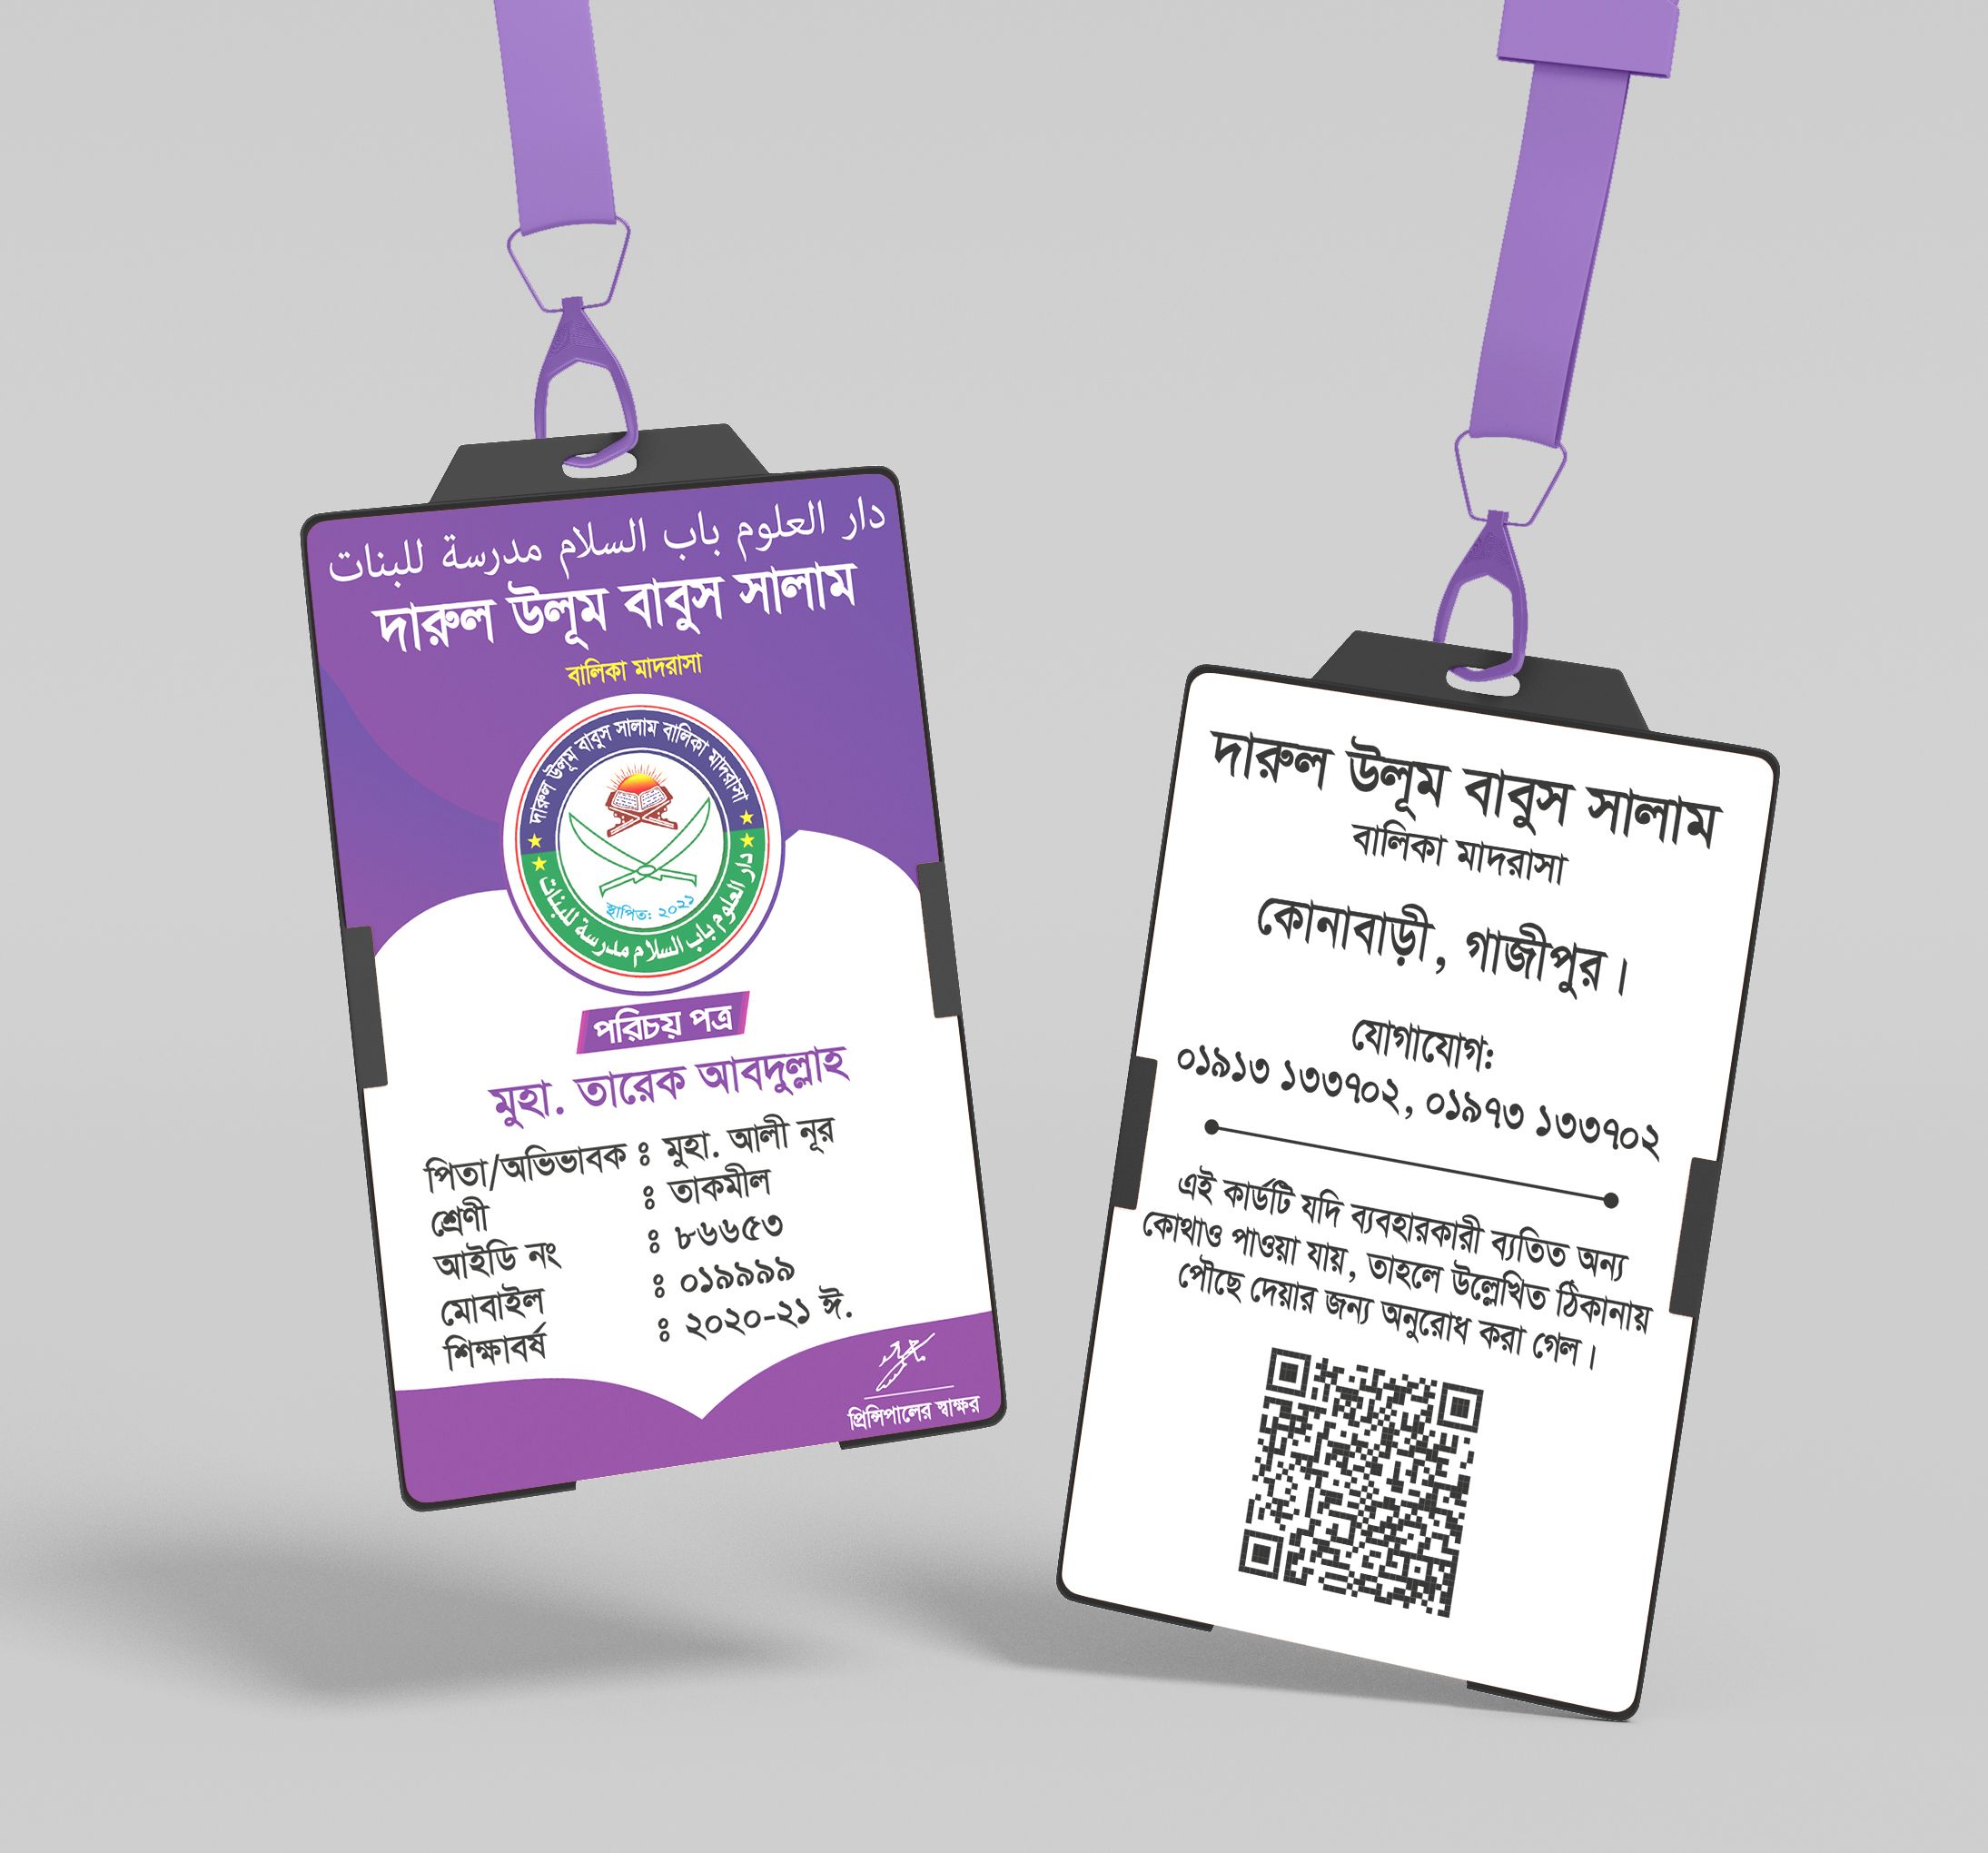 دار العلوم باب السلام مدرسة للبنات
দারুল উলূম বাবুস সালাম
বালিকা মাদরাসা
দারুল উলূম বাবুস সালাম বালিকা মাদরাসা
স্থাপিত: ২০২১
دار العلوم باب السلام مدرسة للبنات
পরিচয় পত্র
মুহা. তারেক আবদুল্লাহ
পিতা/অভিভাবক : মুহা. আলী নূর
শ্রেণী : তাকমীল
আইডি নং : ৮৬৬৫৩
মোবাইল : ০১৯৯৯৯
শিক্ষাবর্ষ : ২০২০-২১ ঈ.
প্রিন্সিপালের স্বাক্ষর
দারুল উলূম বাবুস সালাম
বালিকা মাদরাসা
কোনাবাড়ী, গাজীপুর।
যোগাযোগ:
০১৯১৩ ১৩৩৭০২, ০১৯৭৩ ১৩৩৭০২
এই কার্ডটি যদি ব্যবহারকারী ব্যতিত অন্য
কোথাও পাওয়া যায়, তাহলে উল্লেখিত ঠিকানায়
পৌছে দেয়ার জন্য অনুরোধ করা গেল।